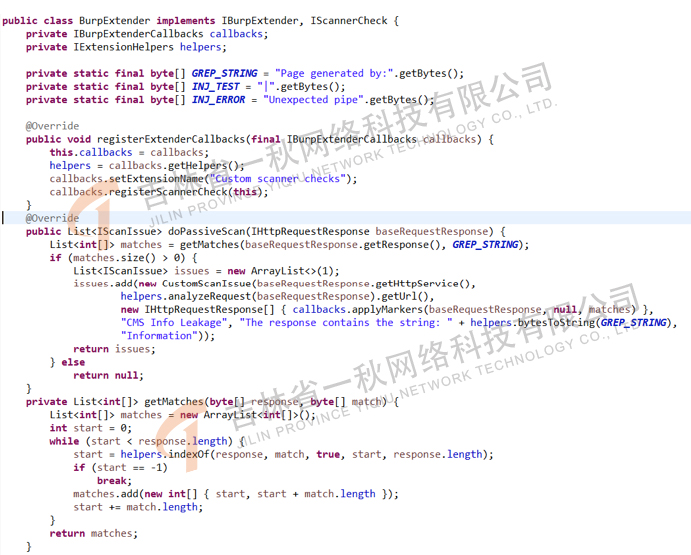 public class BurpExtender implements IBurpExtender, IScannerCheck {
    private IBurpExtenderCallbacks callbacks;
    private IExtensionHelpers helpers;

    private static final byte[] GREP_STRING = "Page generated by:".getBytes();
    private static final byte[] INJ_TEST = "|".getBytes();
    private static final byte[] INJ_ERROR = "Unexpected pipe".getBytes();

    @Override
    public void registerExtenderCallbacks(final IBurpExtenderCallbacks callbacks) {
        this.callbacks = callbacks;
        helpers = callbacks.getHelpers();
        callbacks.setExtensionName("Custom scanner checks");
        callbacks.registerScannerCheck(this);
    }
    @Override
    public List<IScanIssue> doPassiveScan(IHttpRequestResponse baseRequestResponse) {
        List<int[]> matches = getMatches(baseRequestResponse.getResponse(), GREP_STRING);
        if (matches.size() > 0) {
            List<IScanIssue> issues = new ArrayList<>(1);
            issues.add(new CustomScanIssue(baseRequestResponse.getHttpService(),
                    helpers.analyzeRequest(baseRequestResponse).getUrl(),
                    new IHttpRequestResponse[] { callbacks.applyMarkers(baseRequestResponse, null, matches) },
                    "CMS Info Leakage", "The response contains the string: " + helpers.bytesToString(GREP_STRING),
                    "Information"));
            return issues;
        } else
            return null;
    }
    private List<int[]> getMatches(byte[] response, byte[] match) {
        List<int[]> matches = new ArrayList<int[]>();
        int start = 0;
        while (start < response.length) {
            start = helpers.indexOf(response, match, true, start, response.length);
            if (start == -1)
                break;
            matches.add(new int[] { start, start + match.length });
            start += match.length;
        }
        return matches;
    }
吉林省一秋网络科技有限公司
JILIN PROVINCE YIQIU NETWORK TECHNOLOGY CO., LTD.
吉林省一秋网络科技有限公司
JILIN PROVINCE YIQIU NETWORK TECHNOLOGY CO., LTD.